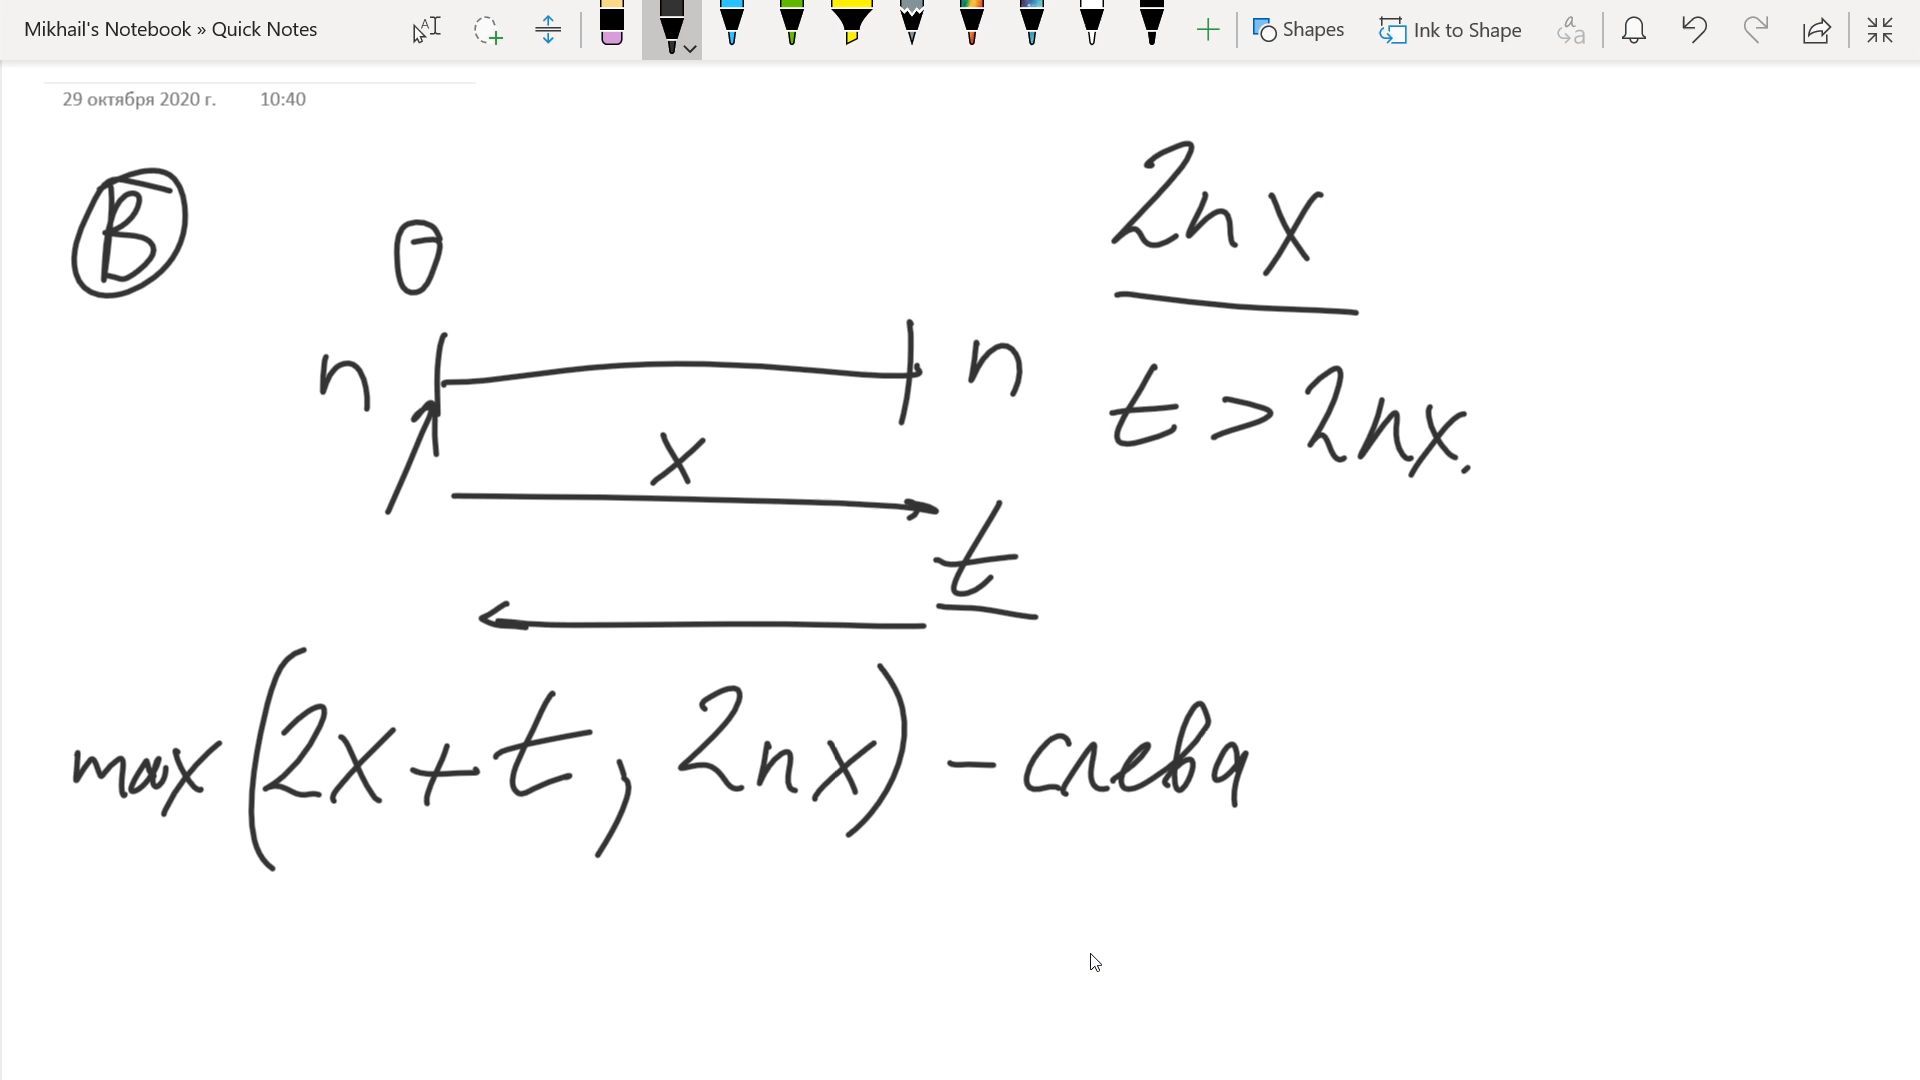 Mikhail's Notebook » Quick Notes
Shapes
Ink to Shape
29 октября 2020 г. 10:40
B
0
2nx
n
n
t > 2nx.
x
t
max(2x+t, 2nx) - слева